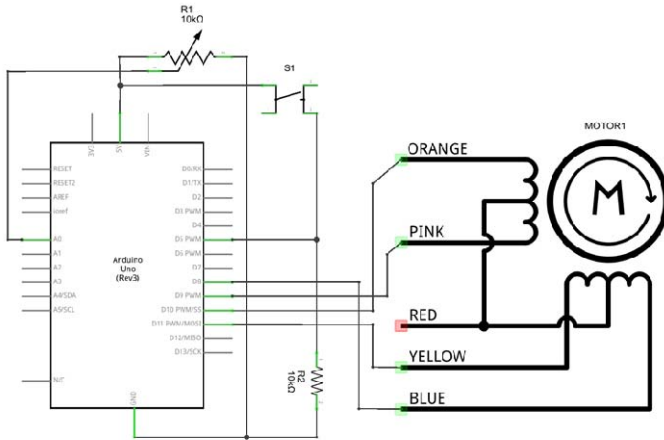 R1
10kΩ
S1
MOTOR1
3V3
5V
VIN
RESET
RESET2
AREF
ioref
A0
A1
A2
A3
A4/SDA
A5/SCL
N/C
GND
Arduino
Uno
(Rev3)
D0/RX
D1/TX
D2
D3 PWM
D4
D5 PWM
D6 PWM
D7
D8
D9 PWM
D10 PWM/SS
D11 PWM/MOSI
D12/MISO
D13/SCK
R2
10kΩ
ORANGE
PINK
RED
YELLOW
BLUE
M